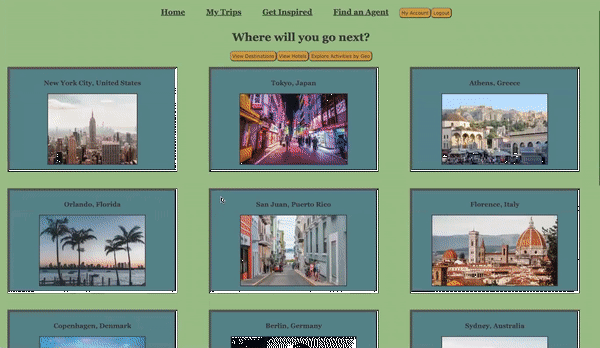 Home My Trips Get Inspired Find an Agent My Account Logout
Where will you go next?
View Destinations View Hotels Explore Activities by Geo
New York City, United States Tokyo, Japan Athens, Greece
Orlando, Florida San Juan, Puerto Rico Florence, Italy
Copenhagen, Denmark Berlin, Germany Sydney, Australia